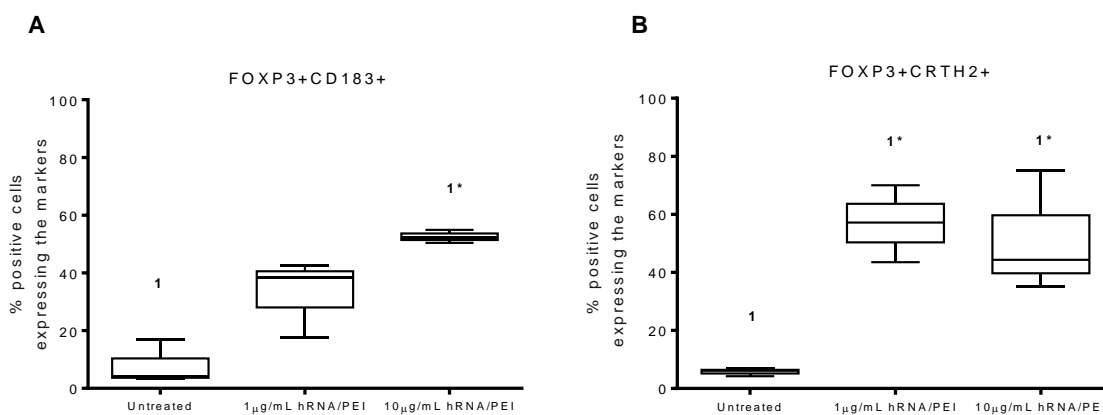 A
FOXP3+CD183+
% positive cells
expressing the markers
100
80
60
40
20
0
1
1*
Untreated
1µg/mL hRNA/PEI
10µg/mL hRNA/PEI
B
FOXP3+CRTH2+
% positive cells
expressing the markers
100
80
60
40
20
0
1
1*
1*
Untreated
1µg/mL hRNA/PEI
10µg/mL hRNA/PE